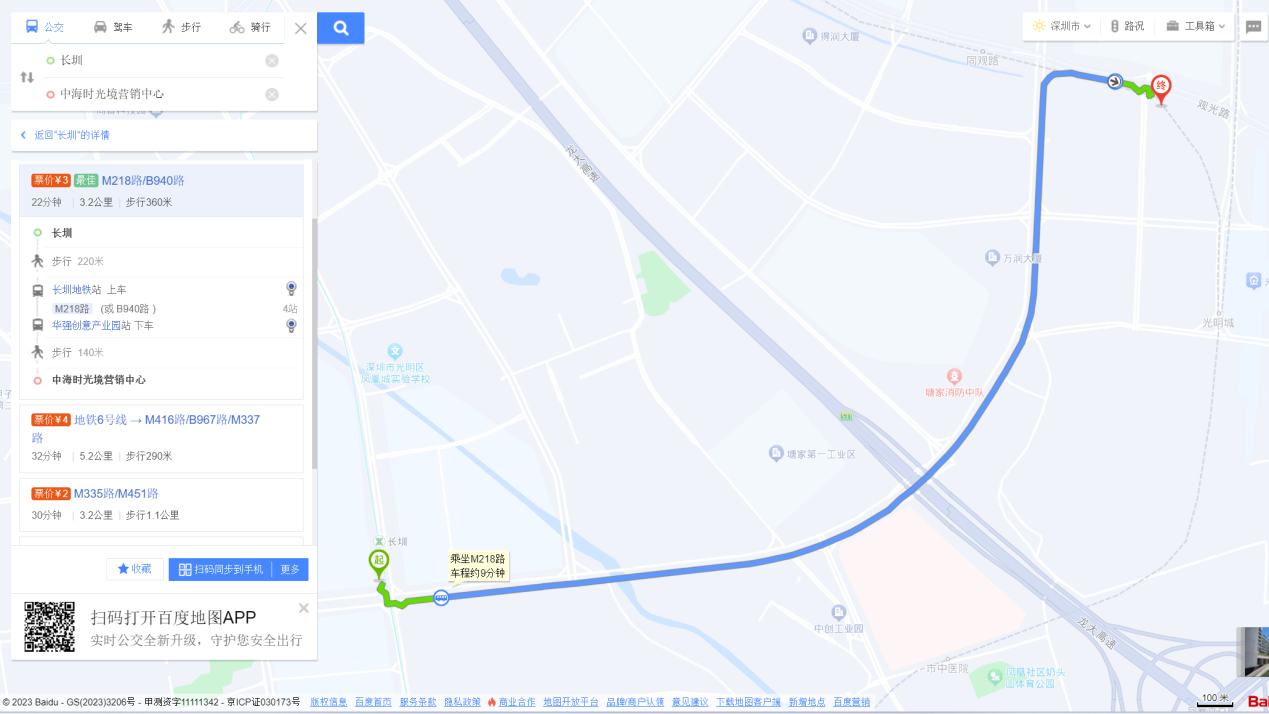 公交 驾车 步行 骑行
长圳
中海时光境营销中心
返回"长圳"的详情
票价¥3 最佳 M218路/B940路
22分钟 | 3.2公里 | 步行360米
长圳
步行 220米
长圳地铁站 上车
M218路 (或 B940路 ) 4站
华强创意产业园站 下车
步行 140米
中海时光境营销中心
票价¥4 地铁6号线 → M416路/B967路/M337
路
32分钟 | 5.2公里 | 步行290米
票价¥2 M335路/M451路
30分钟 | 3.2公里 | 步行1.1公里
收藏 扫码同步到手机 | 更多
扫码打开百度地图APP
实时公交全新升级，守护您安全出行
深圳市 路况 工具箱
得润大厦
同观路
终
观光路
龙大高速
万润大厦
光明城
深圳市光明区
凤凰城实验学校
塘家消防中队
塘家第一工业区
长圳
起
乘坐M218路
车程约9分钟
中创工业园
龙大高速
市中医院
凤凰社区奶头
山体育公园
100 米
© 2023 Baidu - GS(2023)3206号 - 甲测资字11111342 - 京ICP证030173号 版权信息 百度首页 服务条款 隐私政策 商业合作 地图开放平台 品牌/商户认领 意见建议 下载地图客户端 新增地点 百度营销